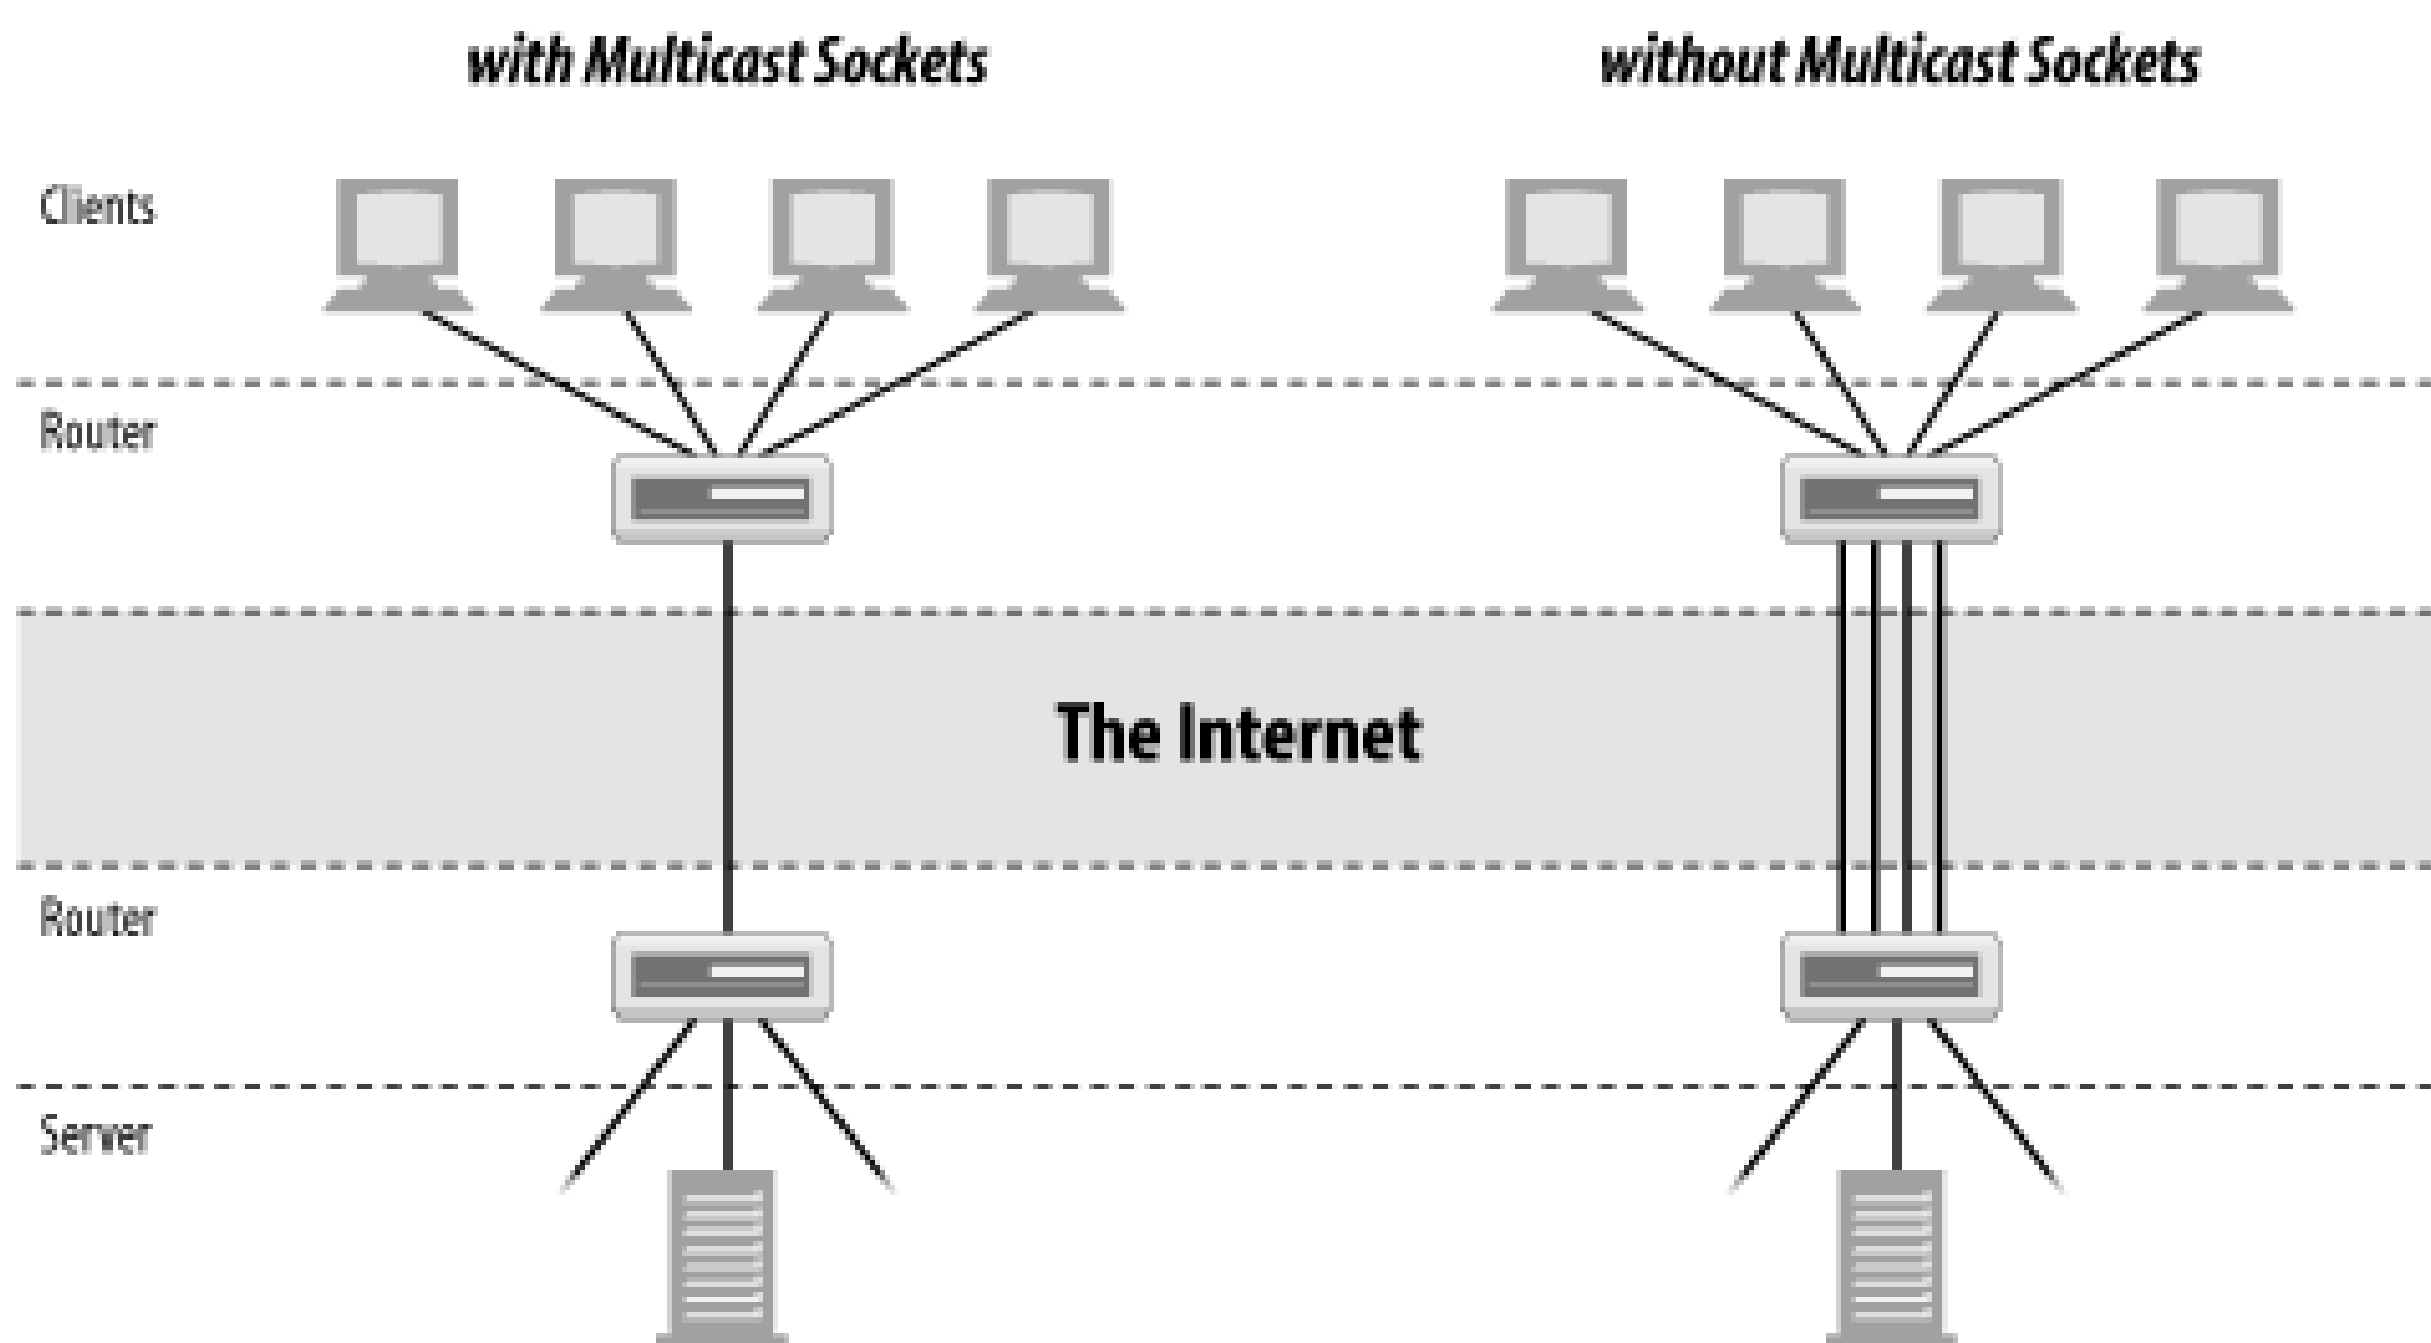 with Multicast Sockets
without Multicast Sockets
Clients
Router
The Internet
Router
Server